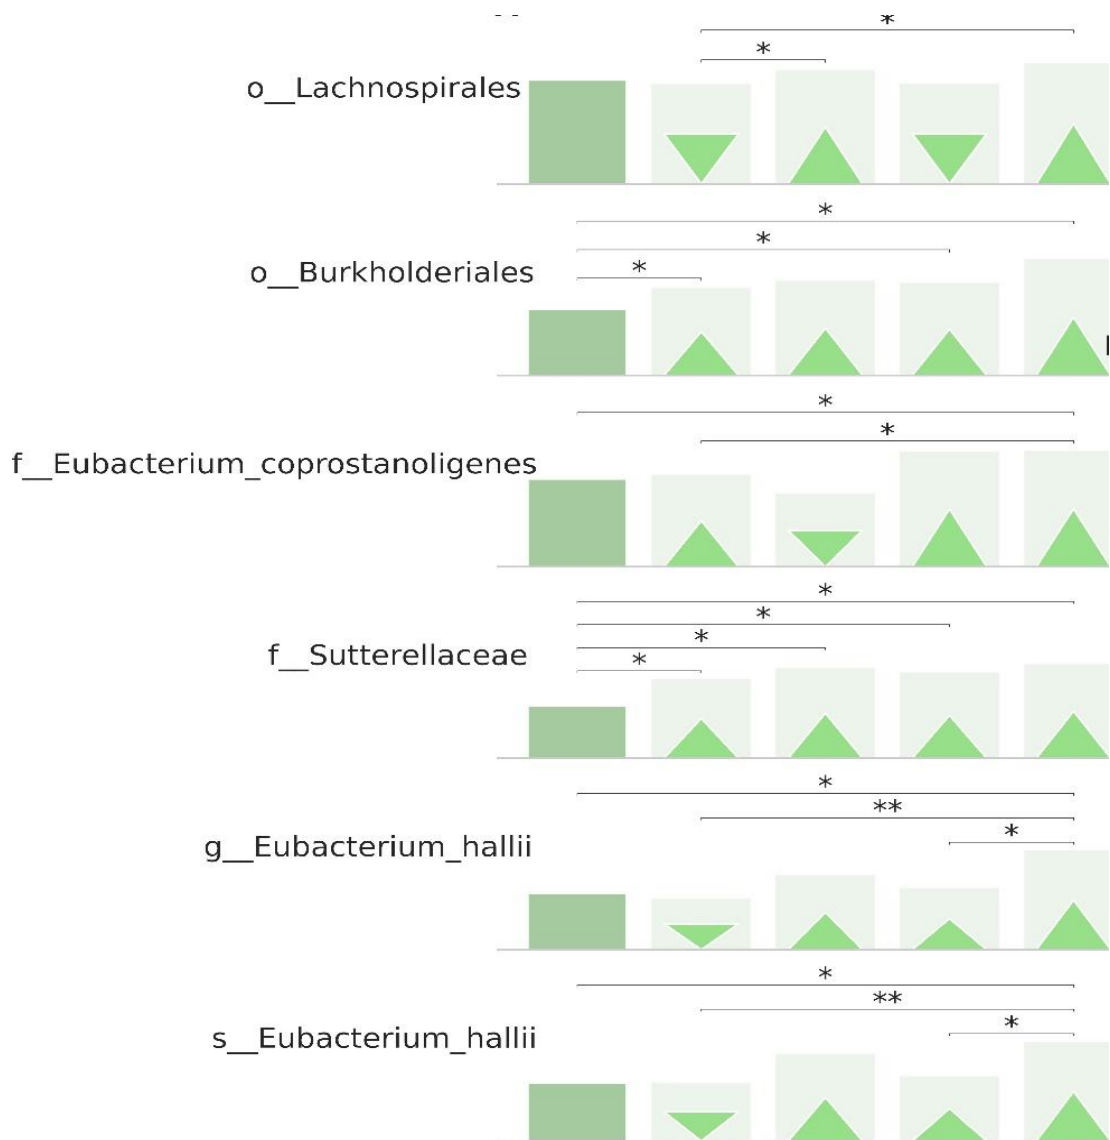 *
*
o__Lachnospirales
*
*
*
o__Burkholderiales
*
*
f__Eubacterium_coprostanoligenes
*
*
*
*
f__Sutterellaceae
*
**
*
g__Eubacterium_hallii
*
**
*
s__Eubacterium_hallii